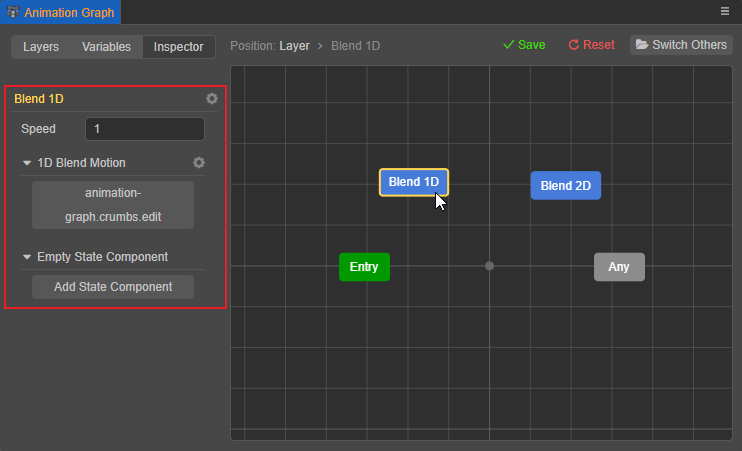 Animation Graph
Layers Variables Inspector
Position: Layer > Blend 1D
Save Reset Switch Others
Blend 1D
Speed 1
1D Blend Motion
animation-
graph.crumbs.edit
Empty State Component
Add State Component
Blend 1D
Blend 2D
Entry
Any